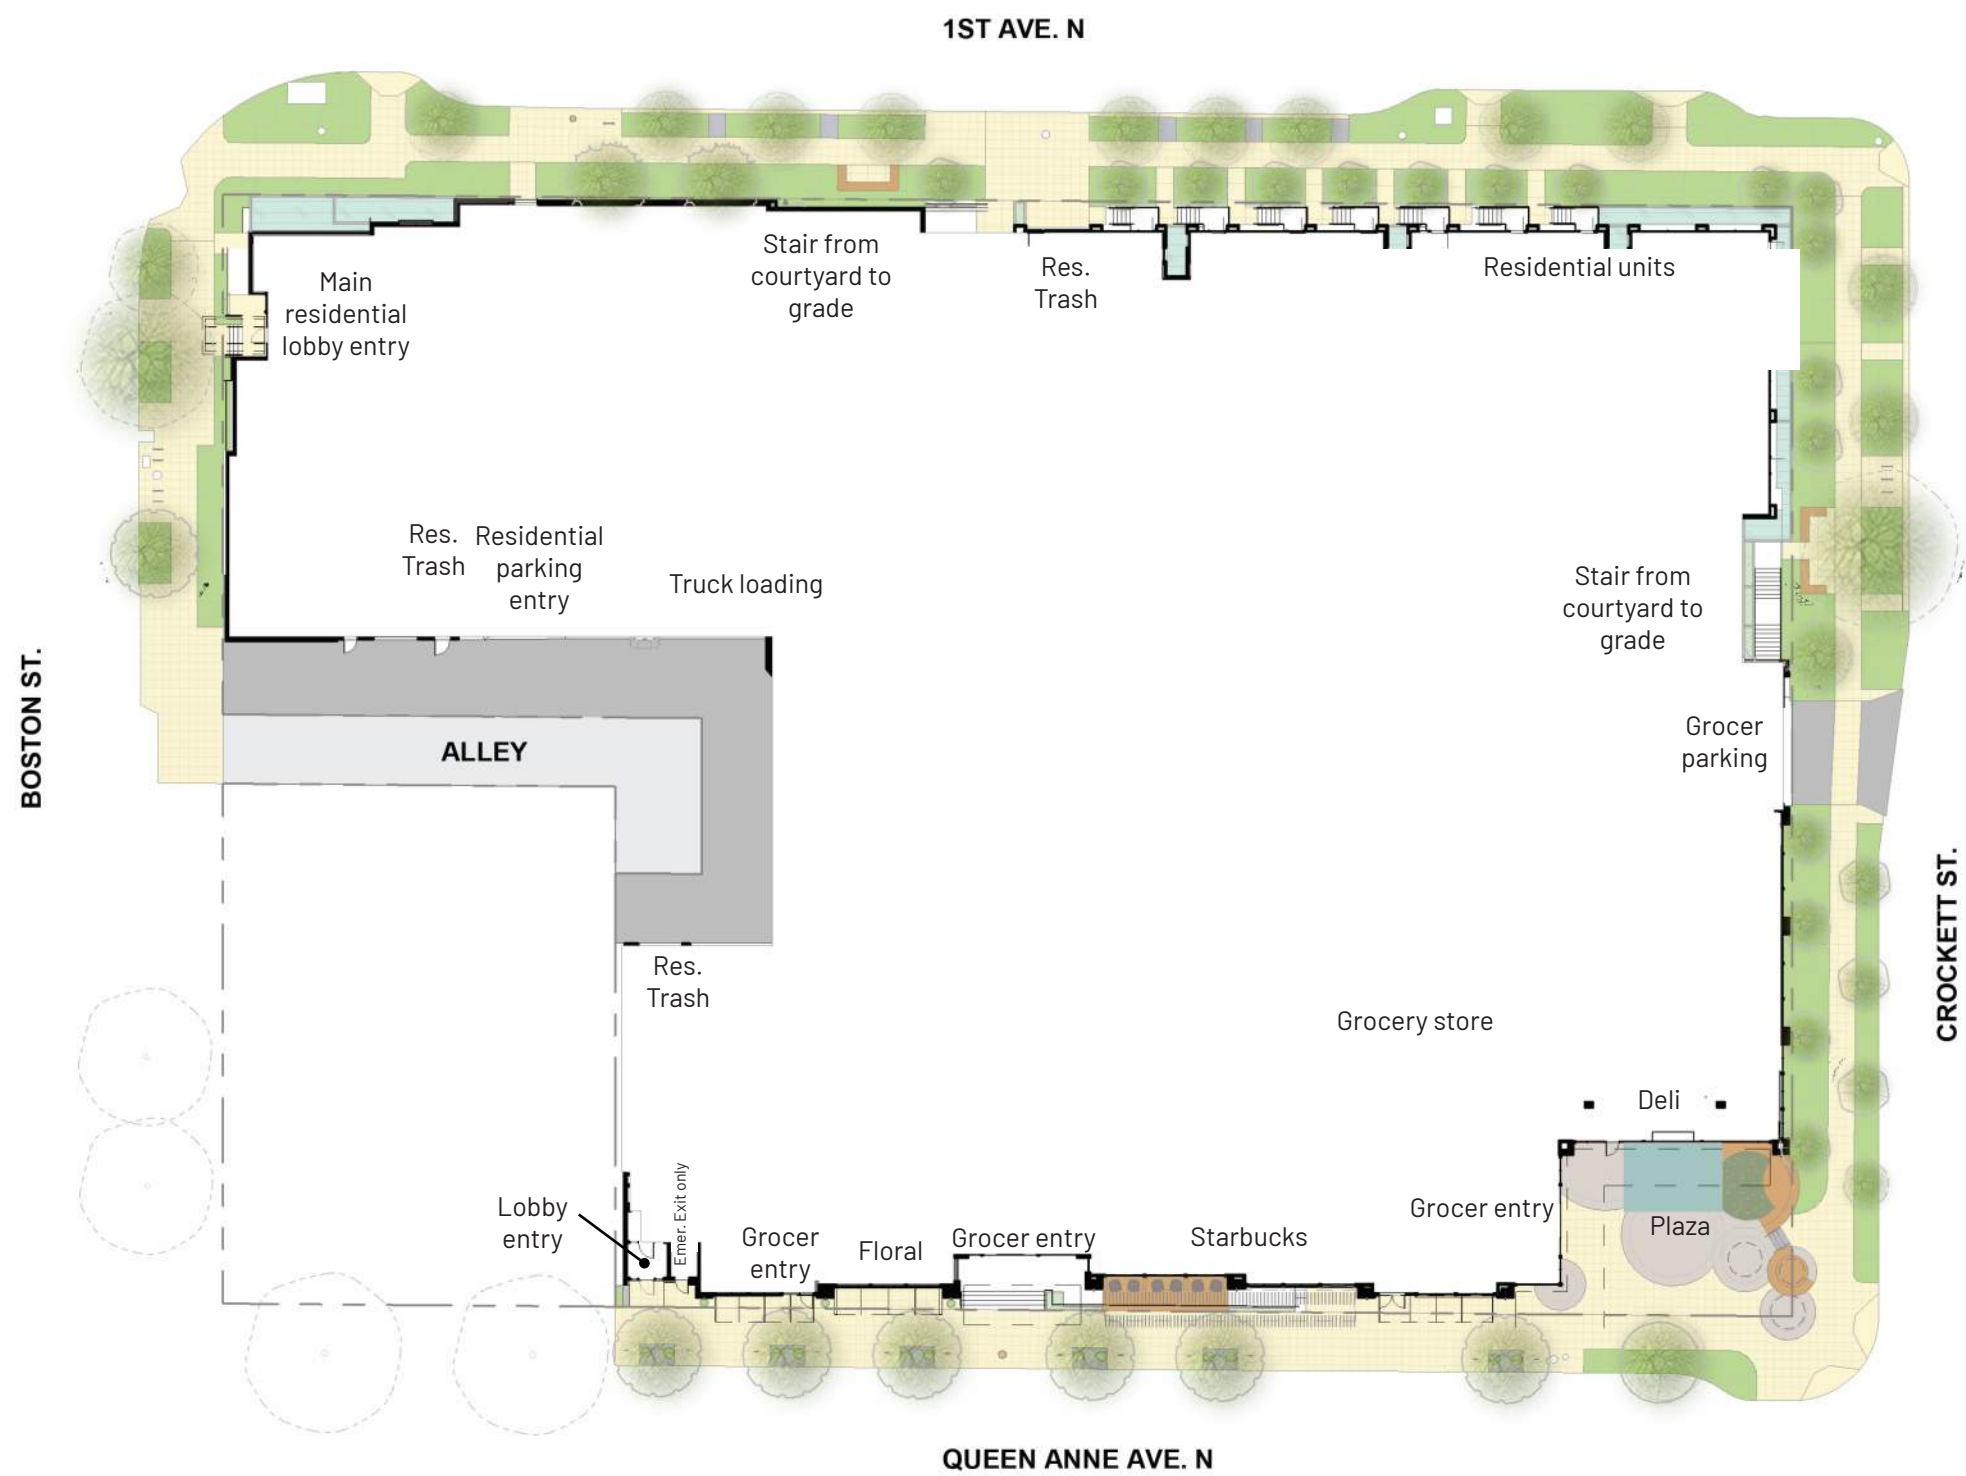 1ST AVE. N
Main
residential
lobby entry
Stair from
courtyard to
grade
Res.
Trash
Residential units
Res.
Trash
Residential
parking
entry
Truck loading
Stair from
courtyard to
grade
BOSTON ST.
ALLEY
Grocer
parking
CROCKETT ST.
Res.
Trash
Grocery store
Deli
Lobby
entry
Emer. Exit only
Grocer
entry
Floral
Grocer entry
Starbucks
Grocer entry
Plaza
QUEEN ANNE AVE. N